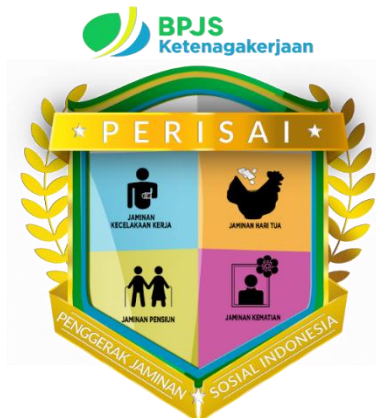 BPJS
Ketenagakerjaan
PERISAI
JAMINAN
KECELAKAAN KERJA
JAMINAN HARI TUA
JAMINAN PENSIUN
JAMINAN KEMATIAN
PENGGERAK JAMINAN
SOSIAL INDONESIA